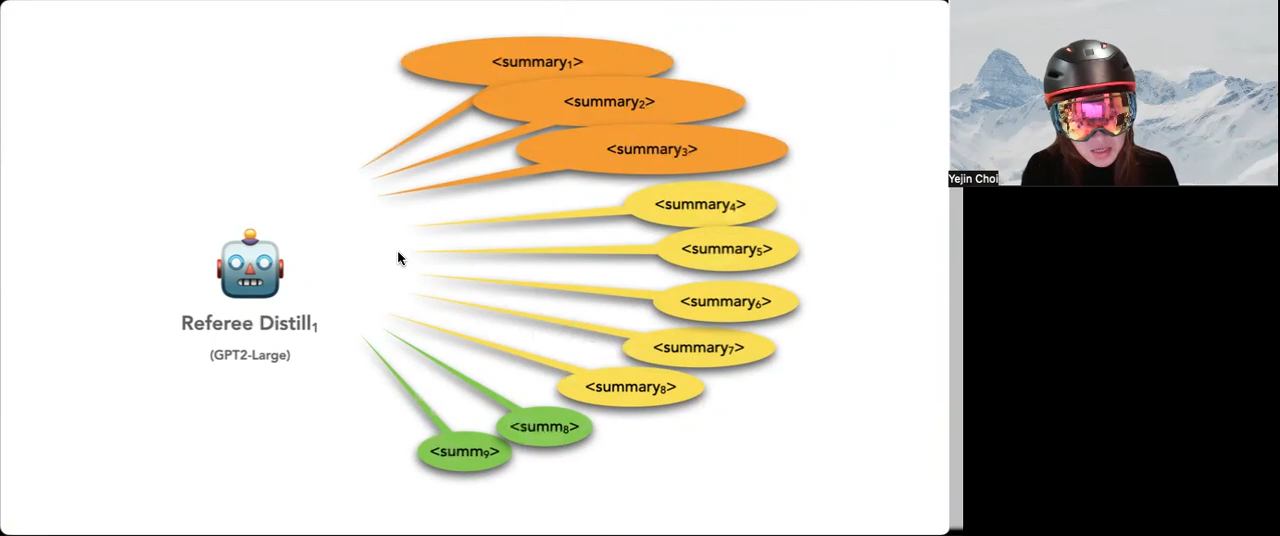 <summary₁>
<summary₂>
<summary₃>
<summary₄>
<summary₅>
<summary₆>
<summary₇>
<summary₈>
<summ₈>
<summ₉>
Referee Distill₁
(GPT2-Large)
Yejin Choi